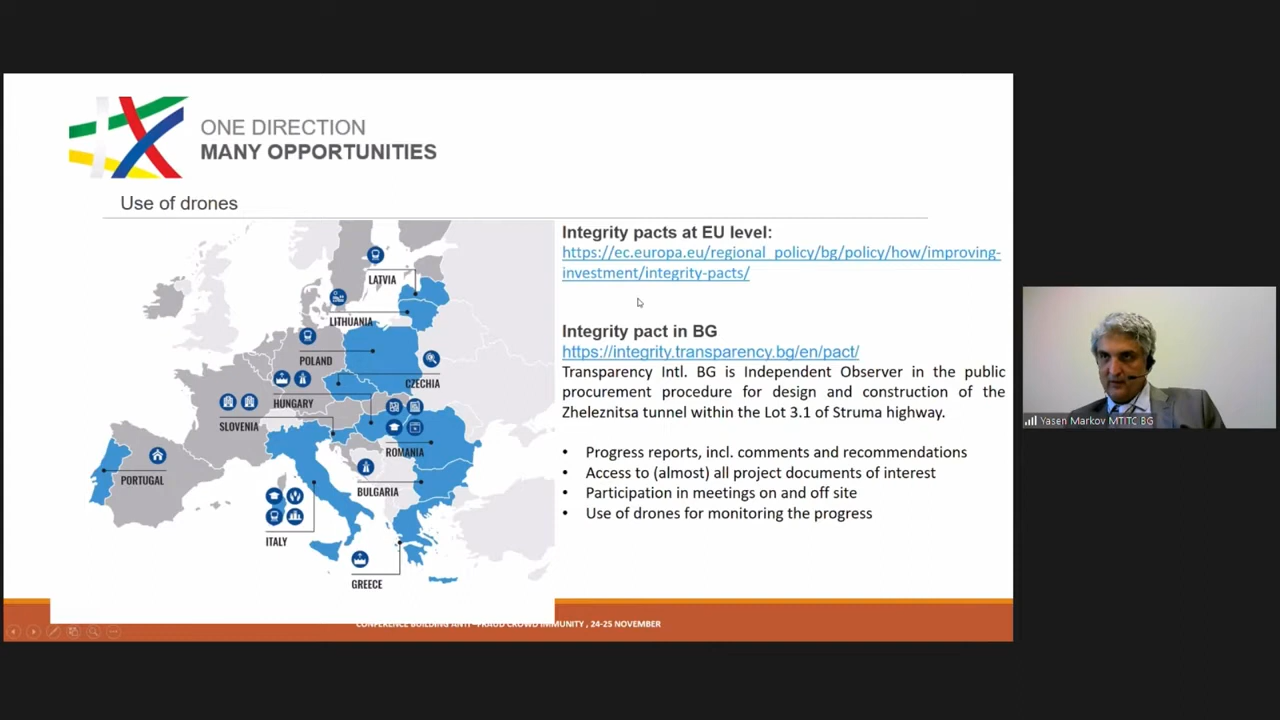 ONE DIRECTION
MANY OPPORTUNITIES
Use of drones
LATVIA
LITHUANIA
POLAND
CZECHIA
HUNGARY
SLOVENIA
ROMANIA
PORTUGAL
BULGARIA
ITALY
GREECE
Integrity pacts at EU level:
https://ec.europa.eu/regional_policy/bg/policy/how/improving-
investment/integrity-pacts/
Integrity pact in BG
https://integrity.transparency.bg/en/pact/
Transparency Intl. BG is Independent Observer in the public
procurement procedure for design and construction of the
Zheleznitsa tunnel within the Lot 3.1 of Struma highway.
• Progress reports, incl. comments and recommendations
• Access to (almost) all project documents of interest
• Participation in meetings on and off site
• Use of drones for monitoring the progress
CONFERENCE BUILDING ANTI -FRAUD CROWD IMMUNITY , 24-25 NOVEMBER
Yasen Markov MTITC BG